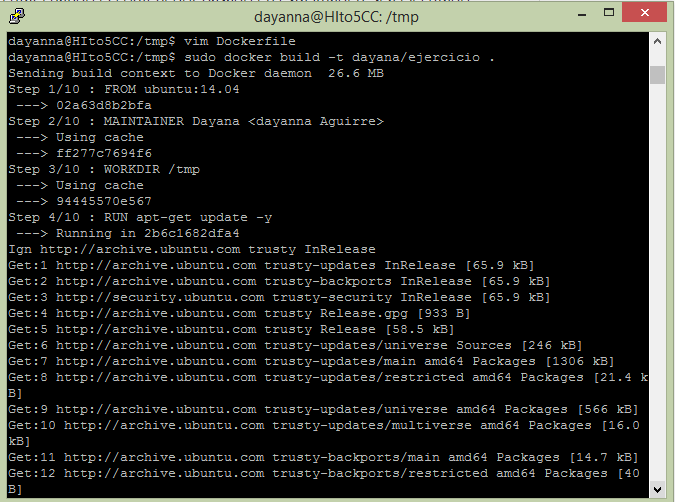 dayanna@HIto5CC: /tmp
dayanna@HIto5CC:/tmp$ vim Dockerfile
dayanna@HIto5CC:/tmp$ sudo docker build -t dayana/ejercicio .
Sending build context to Docker daemon  26.6 MB
Step 1/10 : FROM ubuntu:14.04
 ---> 02a63d8b2bfa
Step 2/10 : MAINTAINER Dayana <dayanna Aguirre>
 ---> Using cache
 ---> ff277c7694f6
Step 3/10 : WORKDIR /tmp
 ---> Using cache
 ---> 94445570e567
Step 4/10 : RUN apt-get update -y
 ---> Running in 2b6c1682dfa4
Ign http://archive.ubuntu.com trusty InRelease
Get:1 http://archive.ubuntu.com trusty-updates InRelease [65.9 kB]
Get:2 http://archive.ubuntu.com trusty-backports InRelease [65.9 kB]
Get:3 http://security.ubuntu.com trusty-security InRelease [65.9 kB]
Get:4 http://archive.ubuntu.com trusty Release.gpg [933 B]
Get:5 http://archive.ubuntu.com trusty Release [58.5 kB]
Get:6 http://archive.ubuntu.com trusty-updates/universe Sources [246 kB]
Get:7 http://archive.ubuntu.com trusty-updates/main amd64 Packages [1306 kB]
Get:8 http://archive.ubuntu.com trusty-updates/restricted amd64 Packages [21.4 k
B]
Get:9 http://archive.ubuntu.com trusty-updates/universe amd64 Packages [566 kB]
Get:10 http://archive.ubuntu.com trusty-updates/multiverse amd64 Packages [16.0
kB]
Get:11 http://archive.ubuntu.com trusty-backports/main amd64 Packages [14.7 kB]
Get:12 http://archive.ubuntu.com trusty-backports/restricted amd64 Packages [40
B]